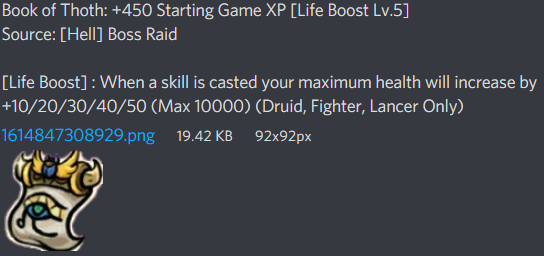 Book of Thoth: +450 Starting Game XP [Life Boost Lv.5]
Source: [Hell] Boss Raid
[Life Boost] : When a skill is casted your maximum health will increase by
+10/20/30/40/50 (Max 10000) (Druid, Fighter, Lancer Only)
1614847308929.png 19.42 KB 92x92px